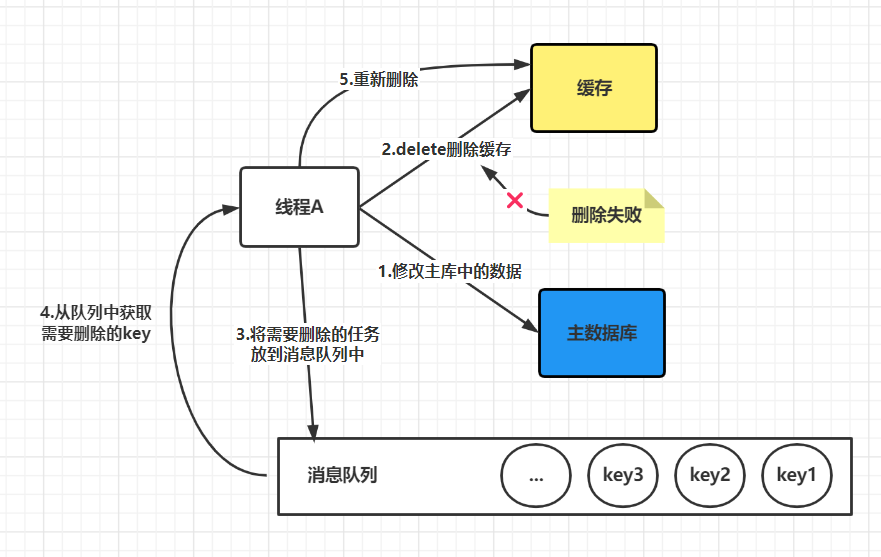 5.重新删除
缓存
2.delete删除缓存
线程A
删除失败
1.修改主库中的数据
4.从队列中获取
需要删除的key
3.将需要删除的任务
放到消息队列中
主数据库
消息队列
...
key3
key2
key1